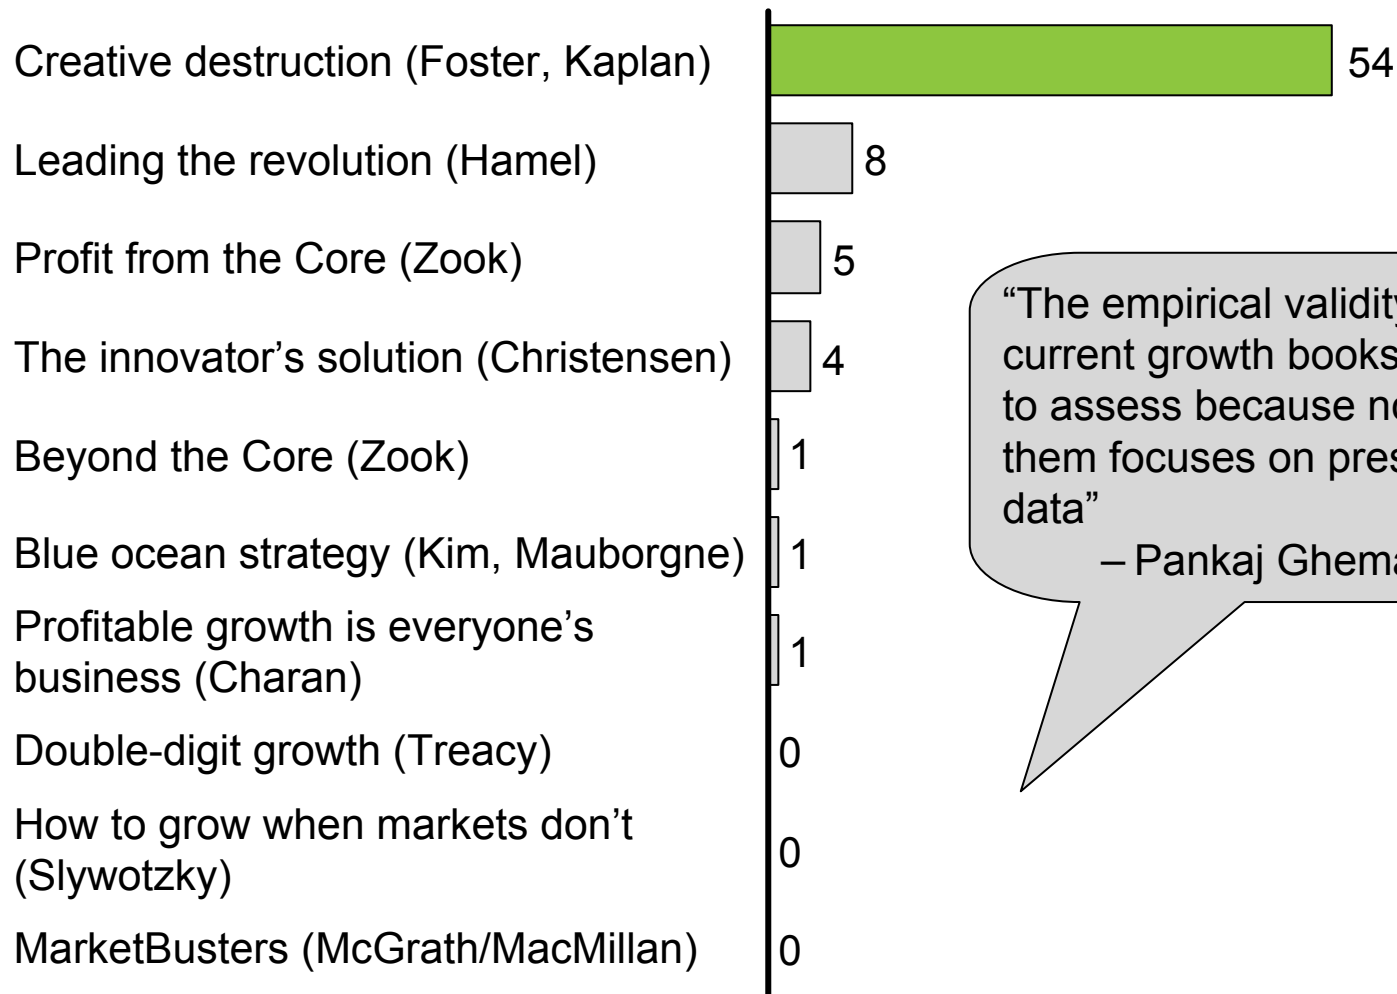 Creative destruction (Foster, Kaplan) 54
Leading the revolution (Hamel) 8
Profit from the Core (Zook) 5
The innovator’s solution (Christensen) 4
Beyond the Core (Zook) 1
Blue ocean strategy (Kim, Mauborgne) 1
Profitable growth is everyone’s
business (Charan) 1
Double-digit growth (Treacy) 0
How to grow when markets don’t
(Slywotzky) 0
MarketBusters (McGrath/MacMillan) 0
“The empirical validity
current growth books
to assess because
them focuses on
data”
– Pankaj